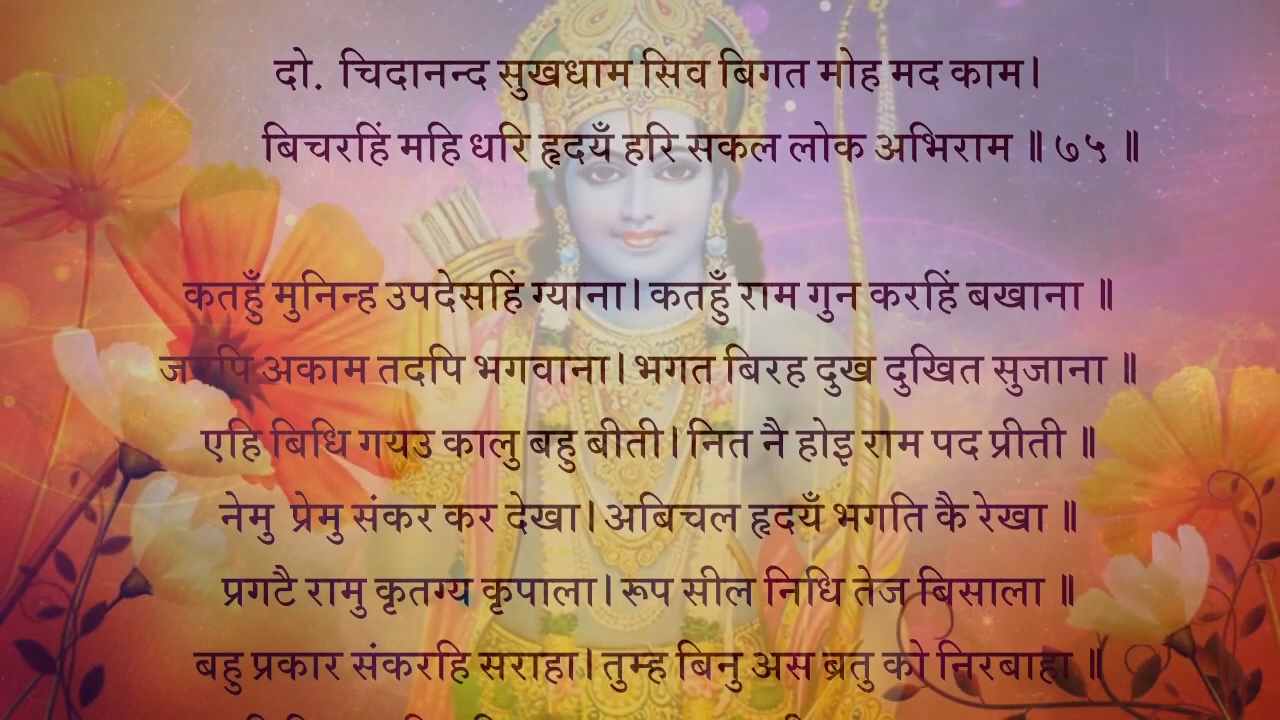 दो. चिदानन्द सुखधाम सिव बिगत मोह मद काम।
बिचरहिं महि धरि हृदयँ हरि सकल लोक अभिराम ॥ ७५ ॥
कतहुँ मुनिन्ह उपदेसहिं ग्याना। कतहुँ राम गुन करहिं बखाना ॥
जदपि अकाम तदपि भगवाना। भगत बिरह दुख दुखित सुजाना ॥
एहि बिधि गयउ कालु बहु बीती। नित नै होइ राम पद प्रीती ॥
नेमु प्रेमु संकर कर देखा। अबिचल हृदयँ भगति कै रेखा ॥
प्रगटै रामु कृतग्य कृपाला। रूप सील निधि तेज बिसाला ॥
बहु प्रकार संकरहि सराहा। तुम्ह बिनु अस ब्रतु को निरबाहा ॥